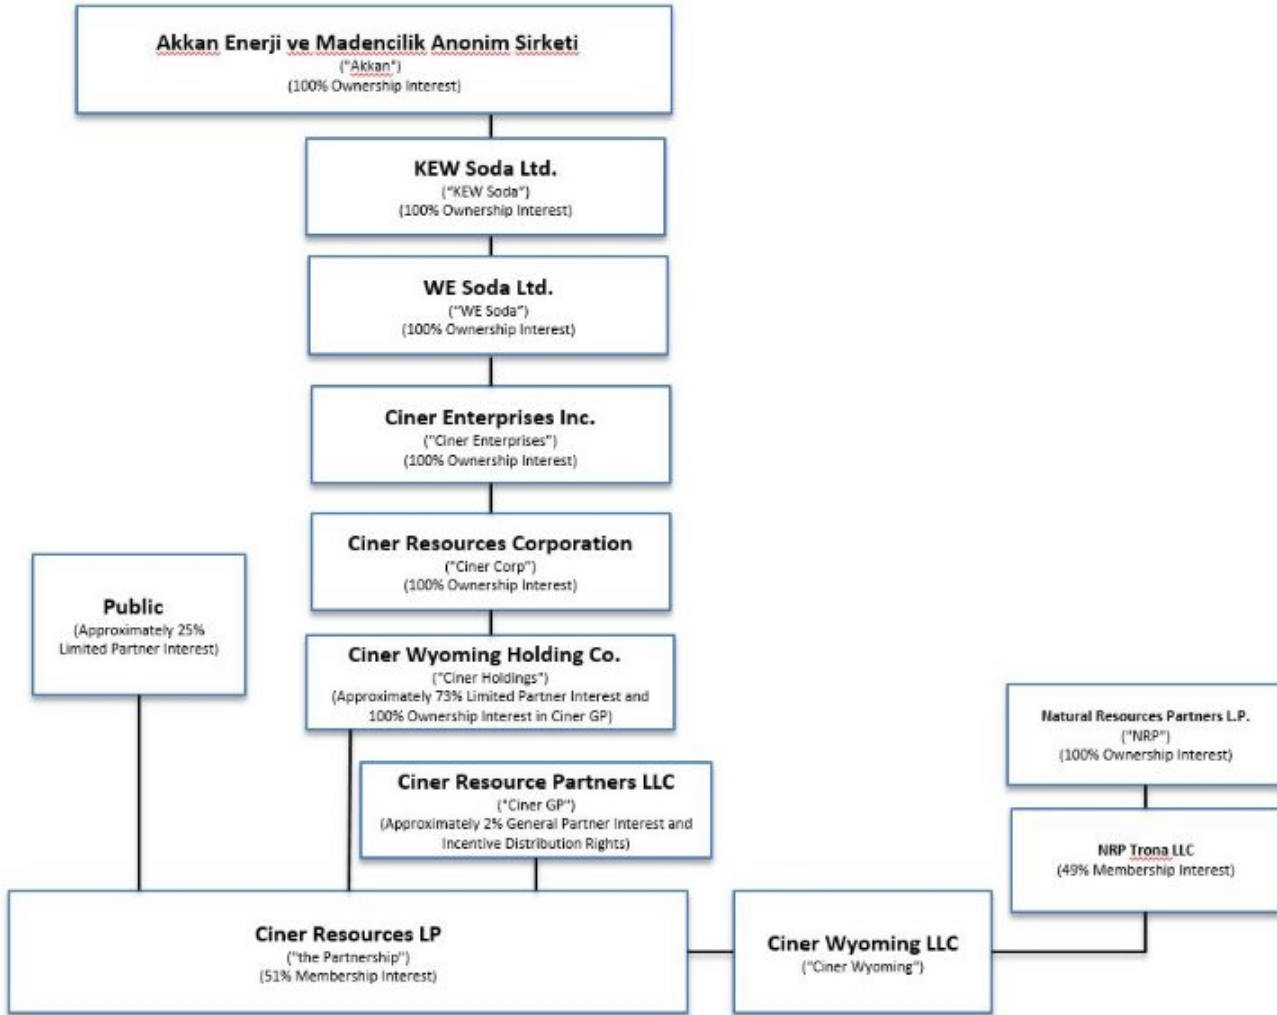 Akkan Enerji ve Madencilik Anonim Sirketi
("Akkan")
(100% Ownership Interest)
KEW Soda Ltd.
("KEW Soda")
(100% Ownership Interest)
WE Soda Ltd.
("WE Soda")
(100% Ownership Interest)
Ciner Enterprises Inc.
("Ciner Enterprises")
(100% Ownership Interest)
Ciner Resources Corporation
("Ciner Corp")
(100% Ownership Interest)
Public
(Approximately 25%
Limited Partner Interest)
Ciner Wyoming Holding Co.
("Ciner Holdings")
(Approximately 73% Limited Partner Interest and
100% Ownership Interest in Ciner GP)
Ciner Resource Partners LLC
("Ciner GP")
(Approximately 2% General Partner Interest and
Incentive Distribution Rights)
Natural Resources Partners L.P.
("NRP")
(100% Ownership Interest)
NRP Trona LLC
(49% Membership Interest)
Ciner Resources LP
("the Partnership")
(51% Membership Interest)
Ciner Wyoming LLC
("Ciner Wyoming")